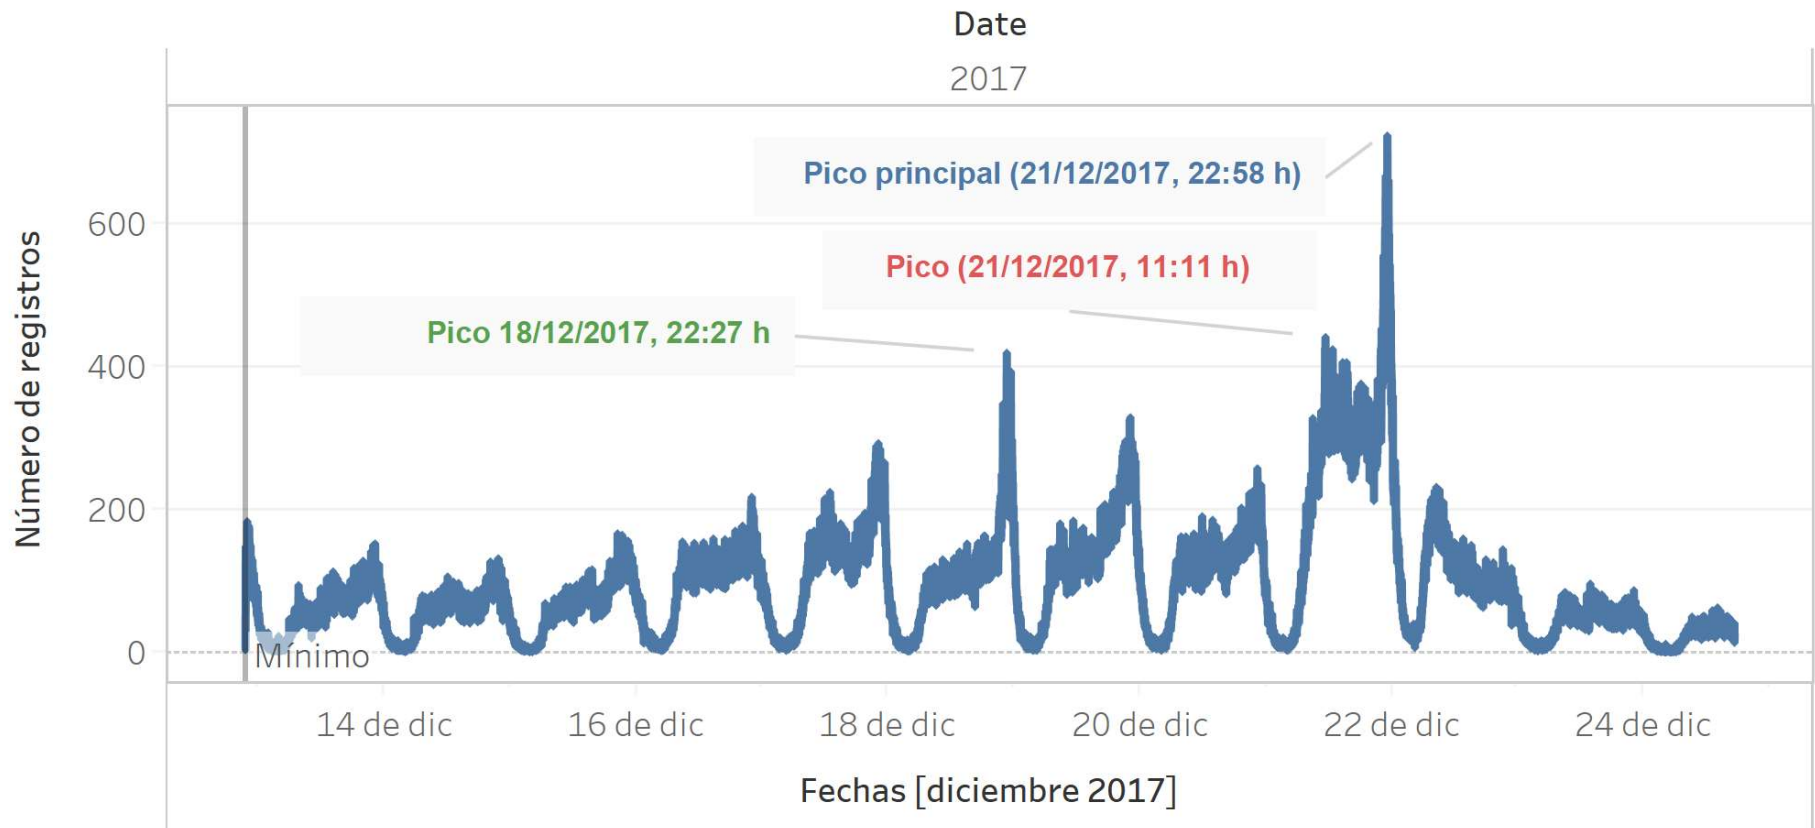 Date
2017
Pico principal (21/12/2017, 22:58 h)
Pico (21/12/2017, 11:11 h)
Pico 18/12/2017, 22:27 h
Número de registros
600
400
200
0
Mínimo
14 de dic
16 de dic
18 de dic
20 de dic
22 de dic
24 de dic
Fechas [diciembre 2017]